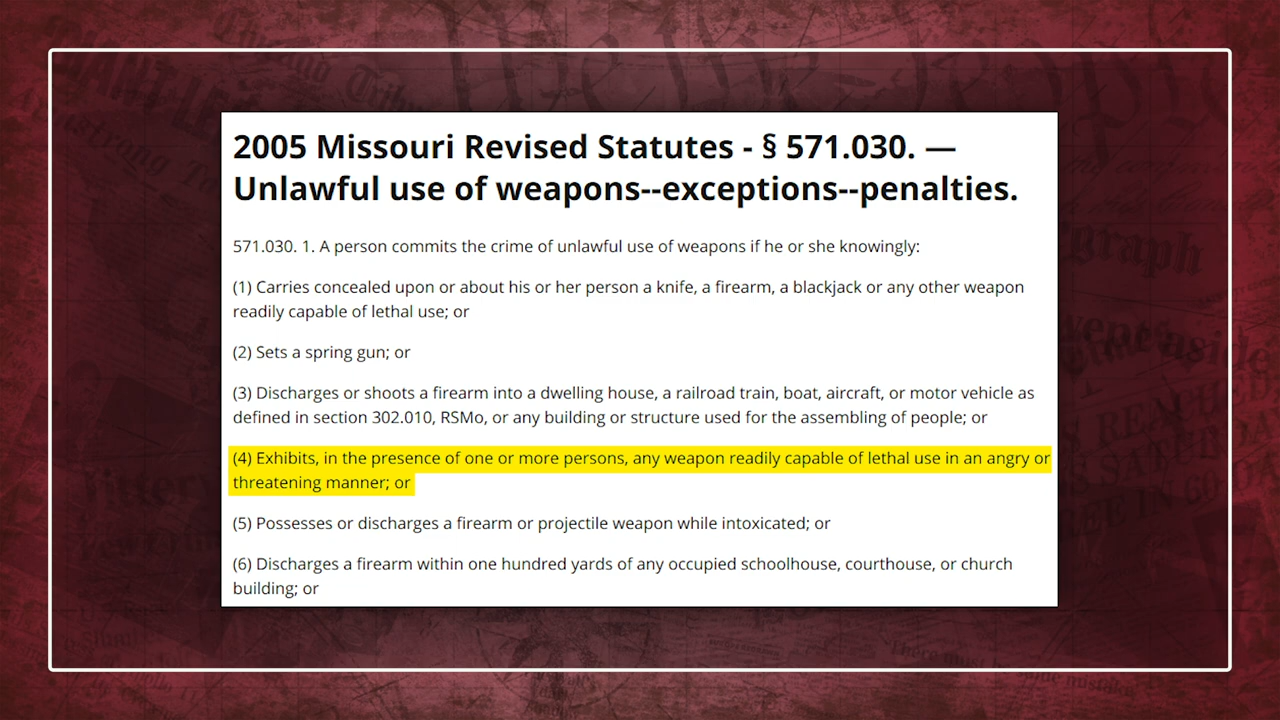 2005 Missouri Revised Statutes - § 571.030. —
Unlawful use of weapons--exceptions--penalties.
571.030. 1. A person commits the crime of unlawful use of weapons if he or she knowingly:
(1) Carries concealed upon or about his or her person a knife, a firearm, a blackjack or any other weapon
readily capable of lethal use; or
(2) Sets a spring gun; or
(3) Discharges or shoots a firearm into a dwelling house, a railroad train, boat, aircraft, or motor vehicle as
defined in section 302.010, RSMo, or any building or structure used for the assembling of people; or
(4) Exhibits, in the presence of one or more persons, any weapon readily capable of lethal use in an angry or
threatening manner; or
(5) Possesses or discharges a firearm or projectile weapon while intoxicated; or
(6) Discharges a firearm within one hundred yards of any occupied schoolhouse, courthouse, or church
building; or